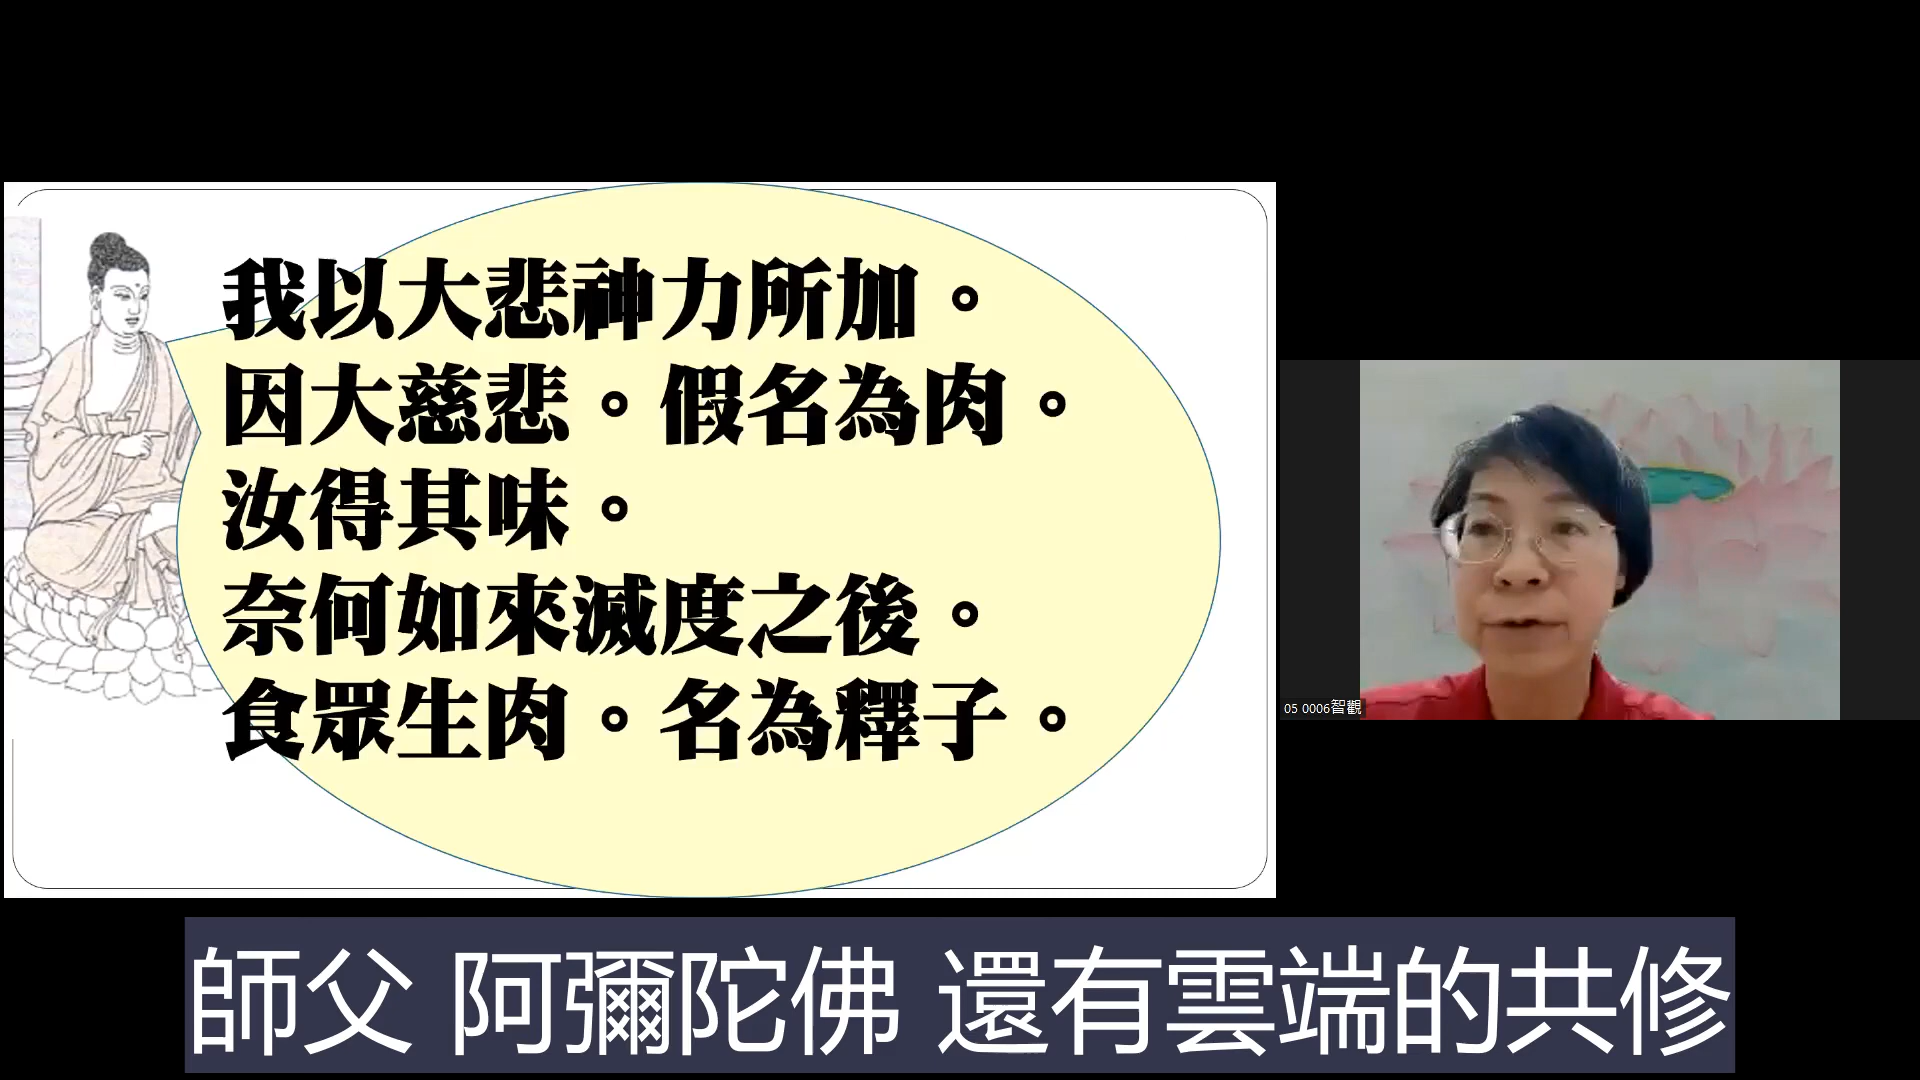 我以大悲神力所加。
因大慈悲。假名為肉。
汝得其味。
奈何如來滅度之後。
食眾生肉。名為釋子。
05 0006智觀
師父 阿彌陀佛 還有雲端的共修